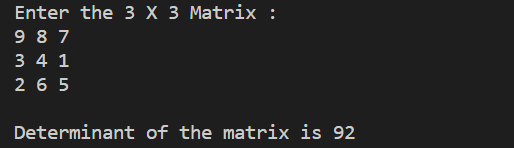 Enter the 3 X 3 Matrix :
9 8 7
3 4 1
2 6 5
Determinant of the matrix is 92